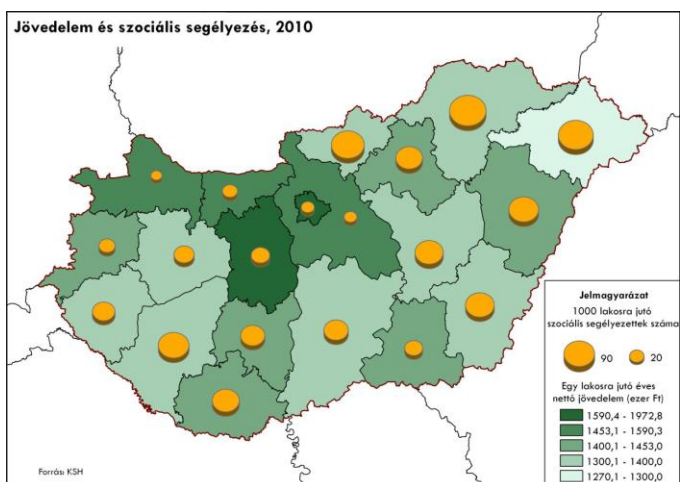 Jövedelem és szociális segélyezés, 2010
Jelmagyarázat
1000 lakosra jutó
szociális segélyezettek száma
90 20
Egy lakosra jutó éves
nettó jövedelem (ezer Ft)
1590,4 - 1972,8
1453,1 - 1590,3
1400,1 - 1453,0
1300,1 - 1400,0
1270,1 - 1300,0
Forrás: KSH